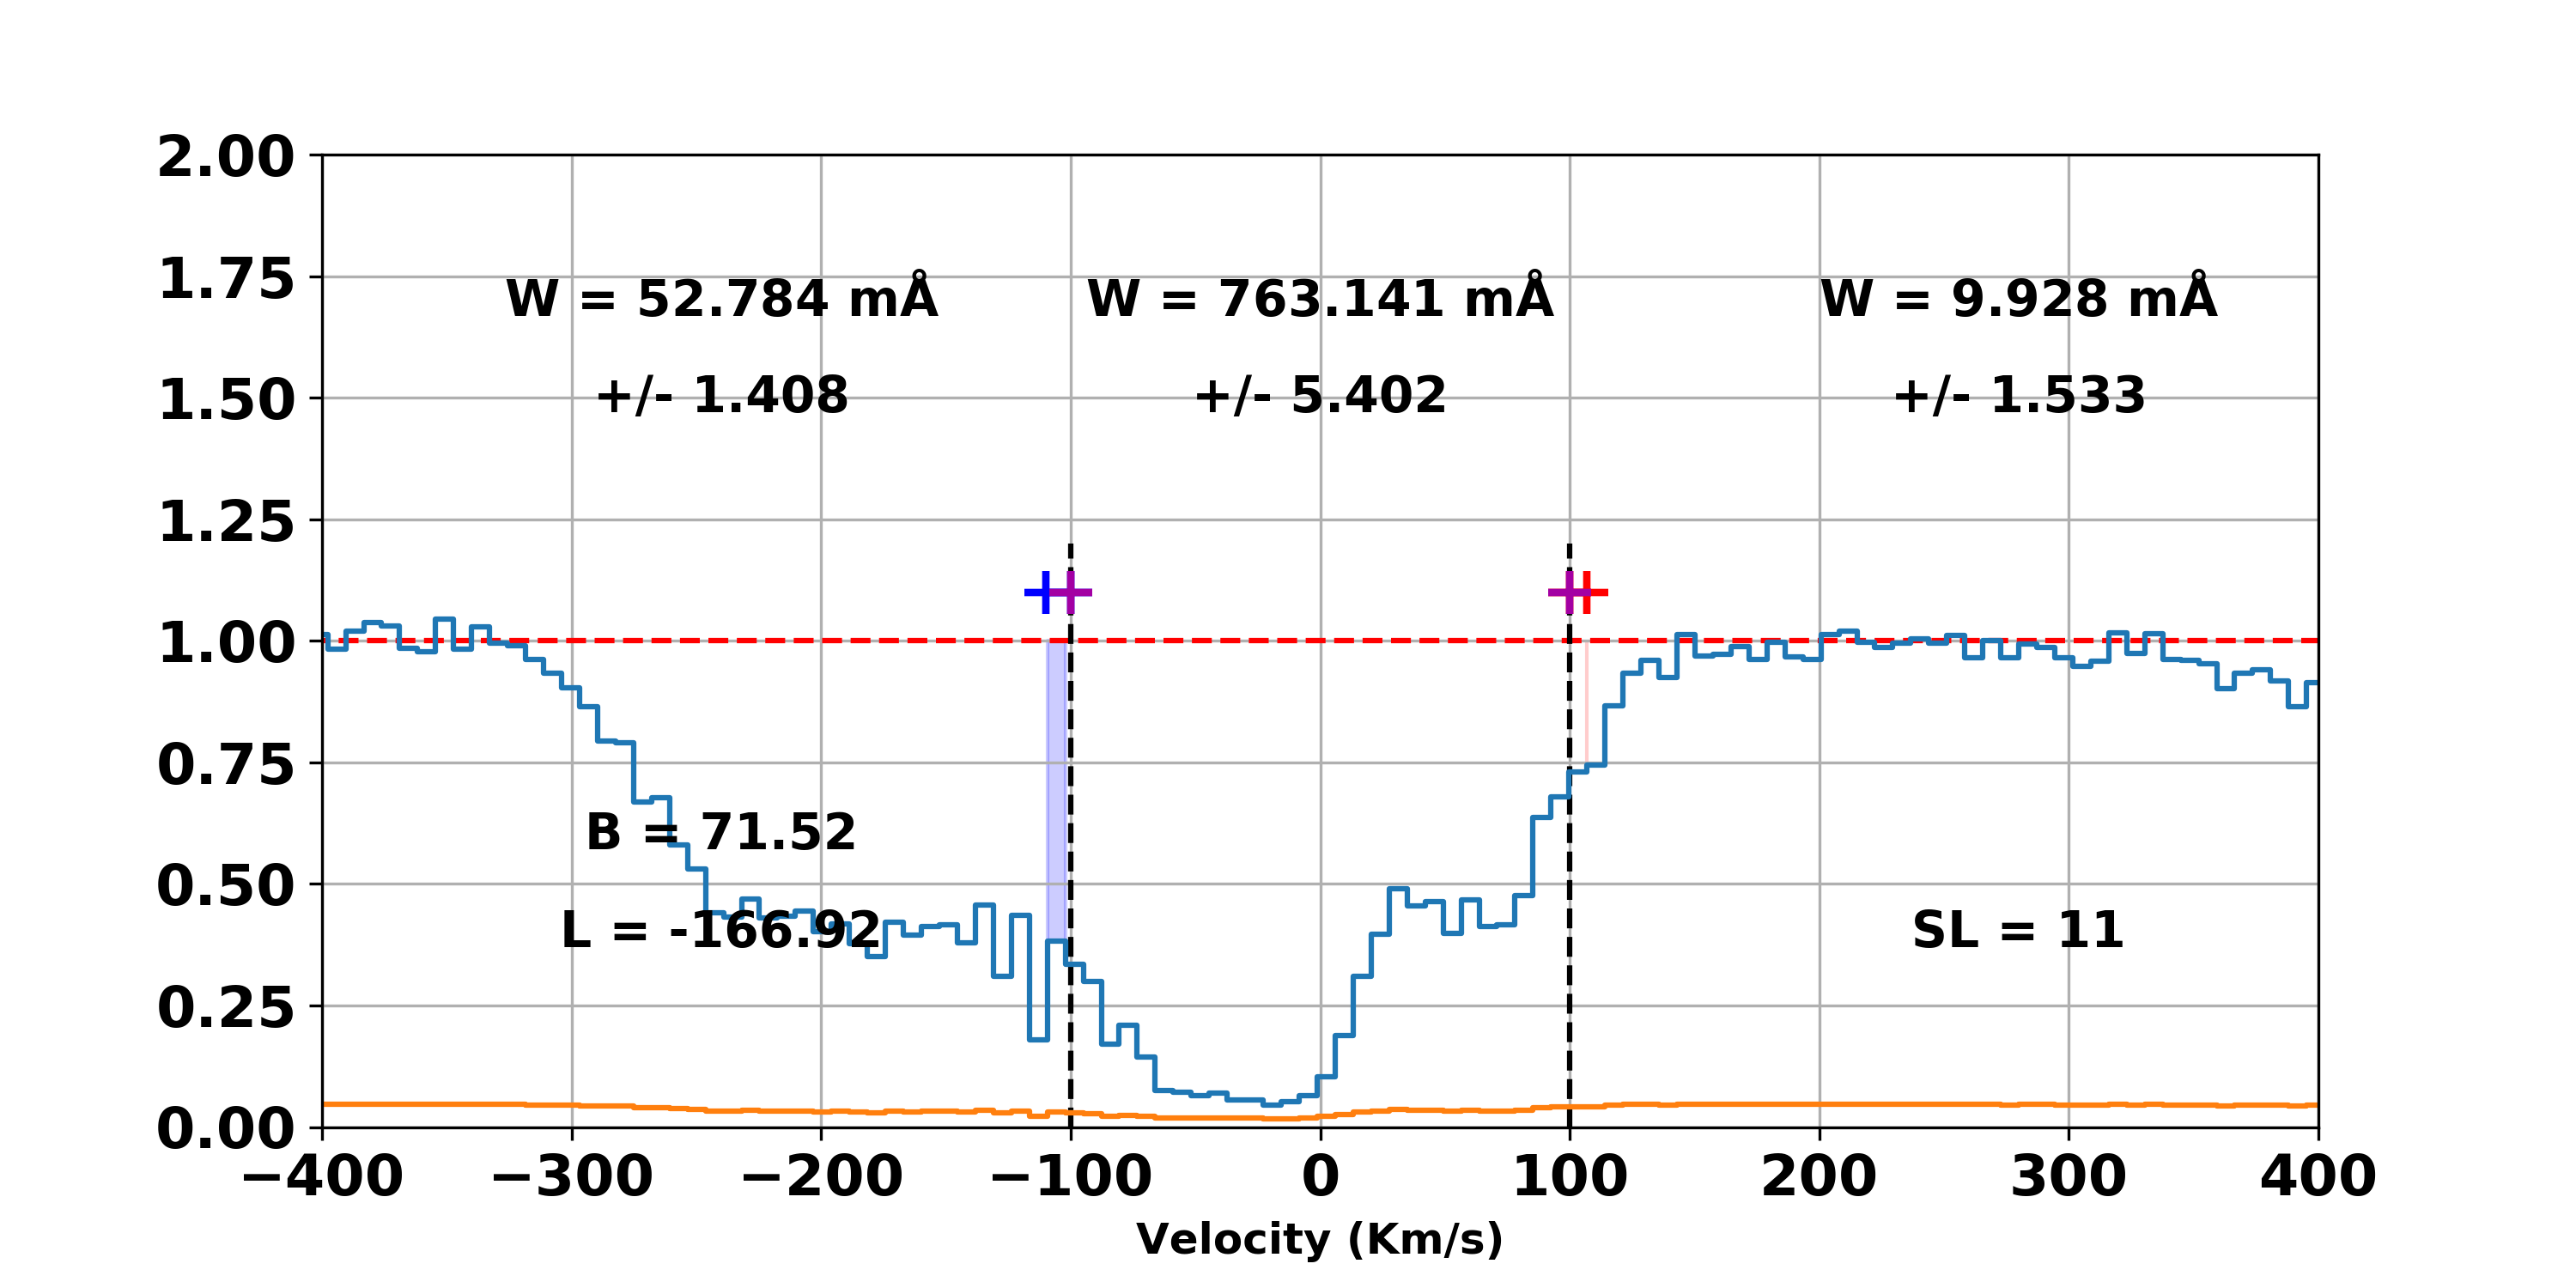 2.00
1.75
W = 52.784 mÅ W = 763.141 mÅ W = 9.928 mÅ
1.50
+/- 1.408 +/- 5.402 +/- 1.533
1.25
1.00
0.75
B = 71.52
0.50
L = -166.92 SL = 11
0.25
0.00
−400 −300 −200 −100 0 100 200 300 400
Velocity (Km/s)